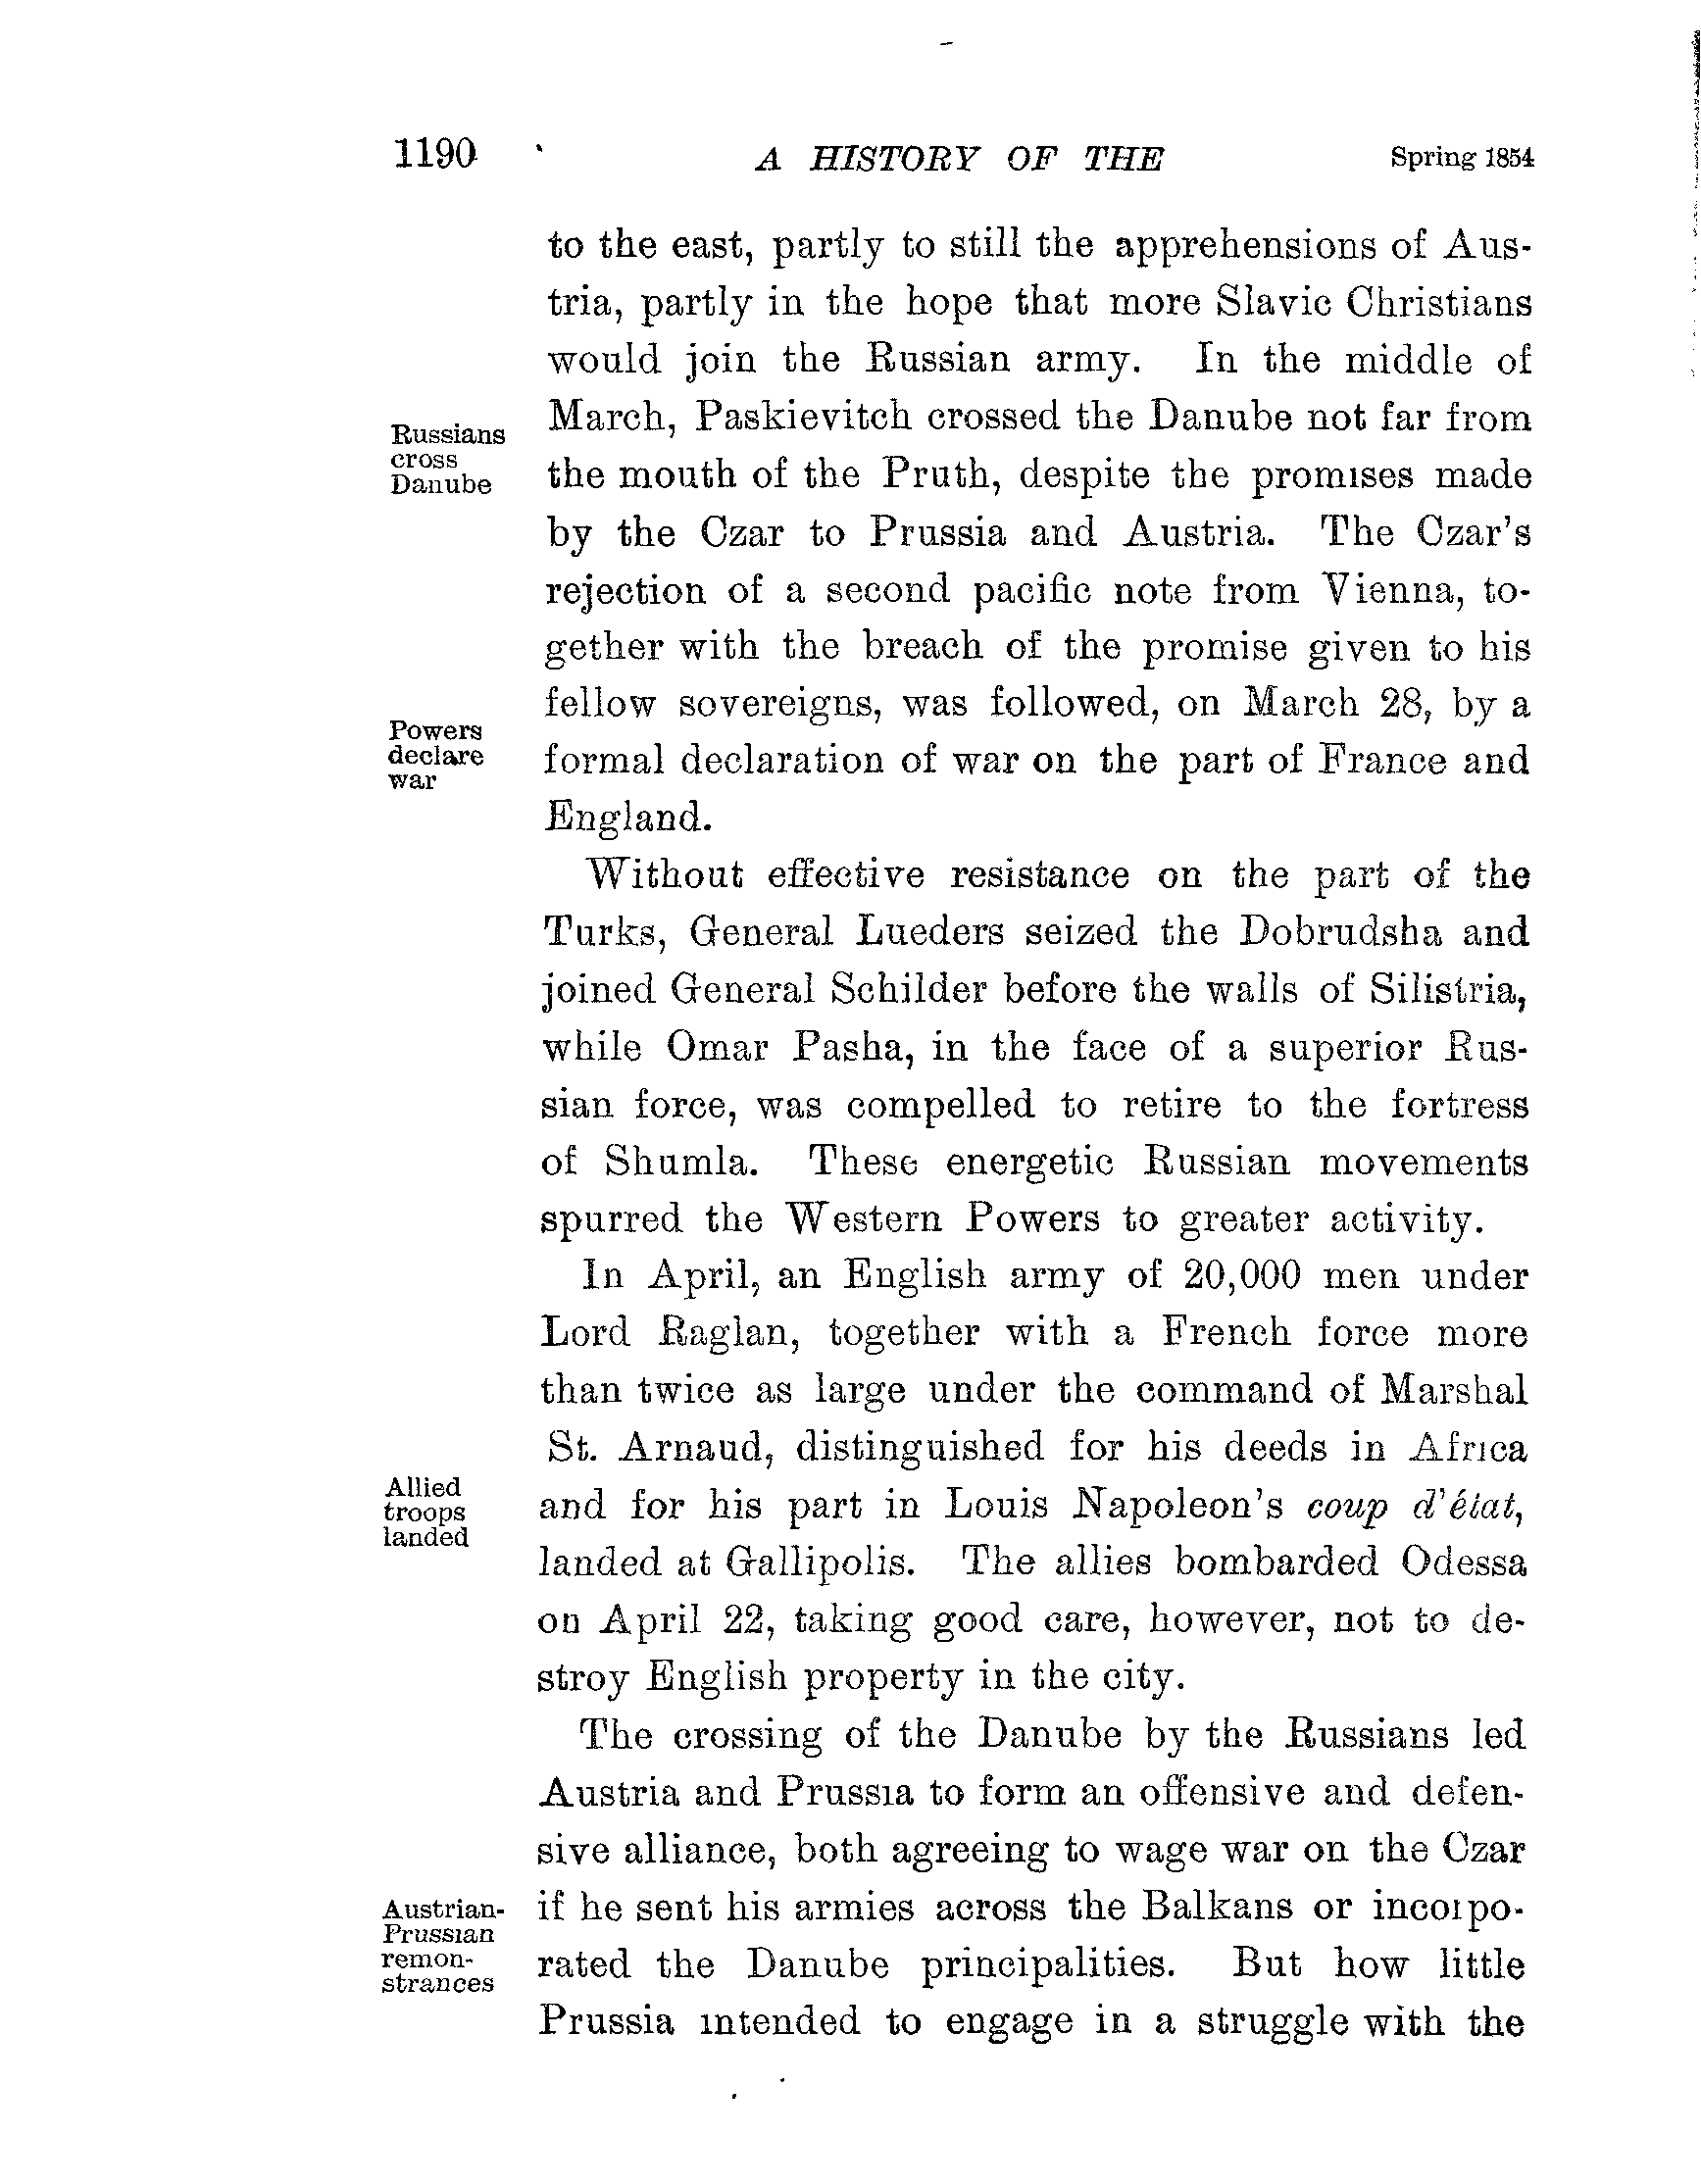 1190 A HISTORY OF THE Spring 1854
to the east, partly to still the apprehensions of Aus-
tria, partly in the hope that more Slavic Christians
would join the Russian army. In the middle of
March, Paskievitch crossed the Danube not far from
Russians
cross
Danube
the mouth of the Pruth, despite the promises made
by the Czar to Prussia and Austria. The Czar's
rejection of a second pacific note from Vienna, to-
gether with the breach of the promise given to his
fellow sovereigns, was followed, on March 28, by a
Powers
declare
war
formal declaration of war on the part of France and
England.
Without effective resistance on the part of the
Turks, General Lueders seized the Dobrudsha and
joined General Schilder before the walls of Silistria,
while Omar Pasha, in the face of a superior Rus-
sian force, was compelled to retire to the fortress
of Shumla. These energetic Russian movements
spurred the Western Powers to greater activity.
In April, an English army of 20,000 men under
Lord Raglan, together with a French force more
than twice as large under the command of Marshal
St. Arnaud, distinguished for his deeds in Africa
Allied
troops
landed
and for his part in Louis Napoleon's coup d'état,
landed at Gallipolis. The allies bombarded Odessa
on April 22, taking good care, however, not to de-
stroy English property in the city.
The crossing of the Danube by the Russians led
Austria and Prussia to form an offensive and defen-
sive alliance, both agreeing to wage war on the Czar
Austrian-
Prussian
remon-
strances
if he sent his armies across the Balkans or incorpo-
rated the Danube principalities. But how little
Prussia intended to engage in a struggle with the